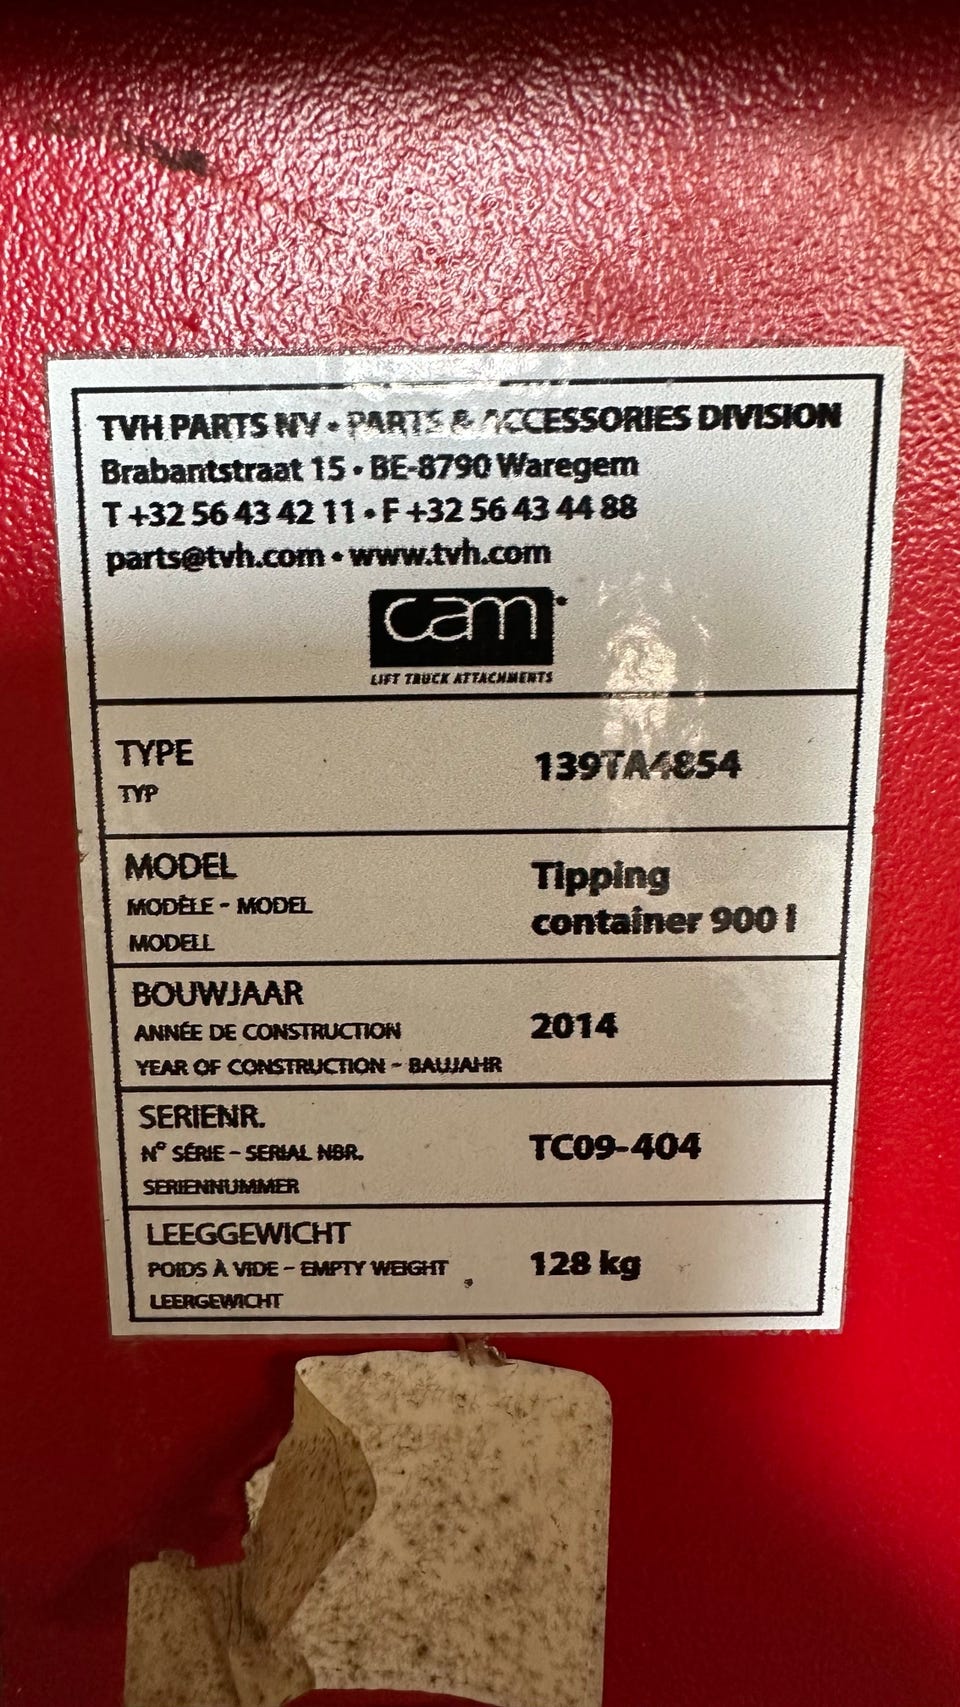 TVH PARTS NV • PARTS & ACCESSORIES DIVISION
Brabantstraat 15 • BE-8790 Waregem
T +32 56 43 42 11 • F +32 56 43 44 88
parts@tvh.com • www.tvh.com
cam
LIFT TRUCK ATTACHMENTS
TYPE 139TA4854
TYP
MODEL Tipping
MODÈLE - MODEL container 900 l
MODELL
BOUWJAAR
ANNÉE DE CONSTRUCTION 2014
YEAR OF CONSTRUCTION - BAUJAHR
SERIENR.
N° SÉRIE - SERIAL NBR. TC09-404
SERIENNUMMER
LEEGGEWICHT
POIDS À VIDE - EMPTY WEIGHT 128 kg
LEERGEWICHT